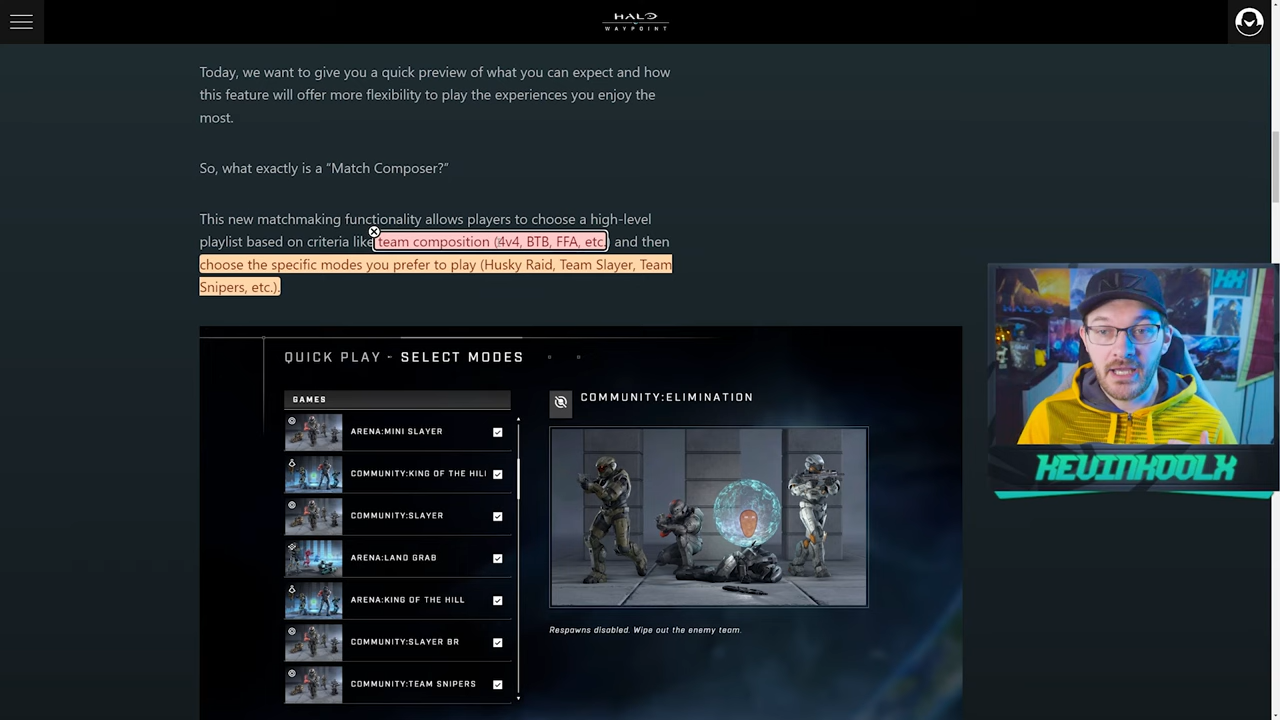 HALO
WAYPOINT
Today, we want to give you a quick preview of what you can expect and how
this feature will offer more flexibility to play the experiences you enjoy the
most.
So, what exactly is a “Match Composer?”
This new matchmaking functionality allows players to choose a high-level
playlist based on criteria like team composition (4v4, BTB, FFA, etc.) and then
choose the specific modes you prefer to play (Husky Raid, Team Slayer, Team
Snipers, etc.).
QUICK PLAY - SELECT MODES
GAMES
ARENA:MINI SLAYER
COMMUNITY:KING OF THE HILL
COMMUNITY:SLAYER
ARENA:LAND GRAB
ARENA:KING OF THE HILL
COMMUNITY:SLAYER BR
COMMUNITY:TEAM SNIPERS
COMMUNITY:ELIMINATION
Respawns disabled. Wipe out the enemy team.
N7
KEVINKOOLX